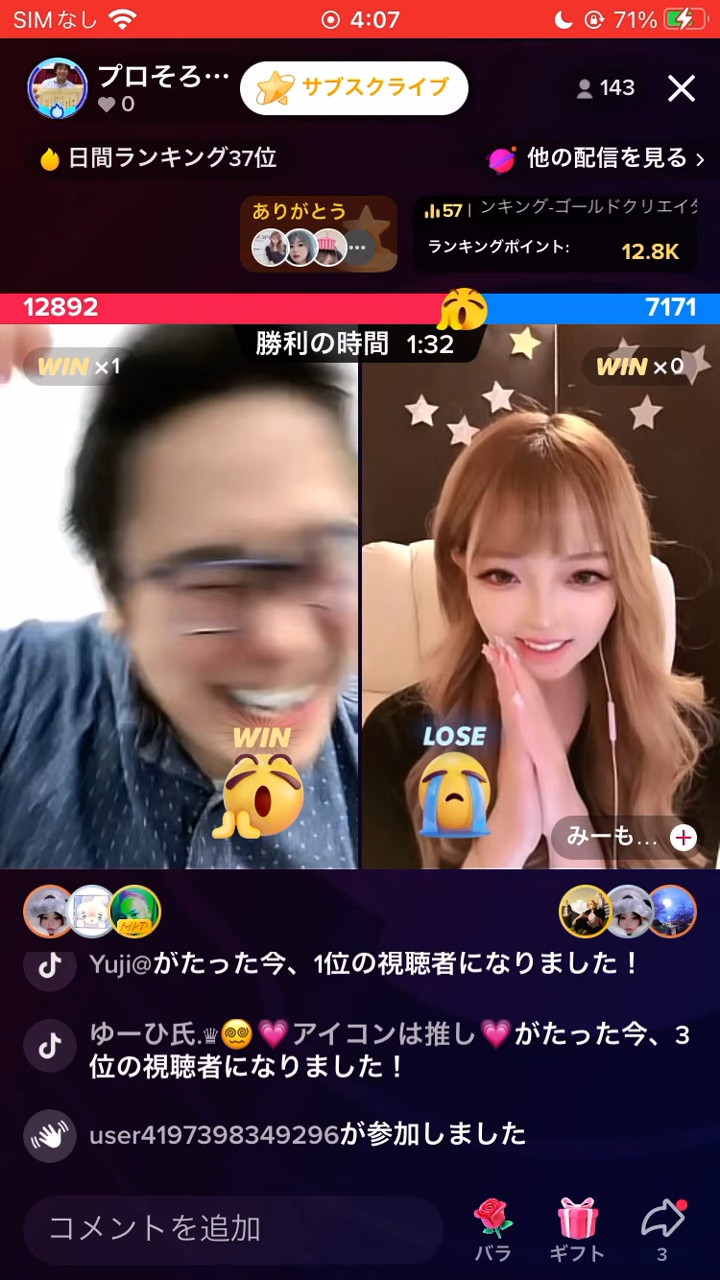 SIMなし
4:07
71%
プロそろ…
0
サブスクライブ
143
日間ランキング37位
他の配信を見る
ありがとう
57
ンキング-ゴールドクリエイタ
ランキングポイント:
12.8K
12892
7171
勝利の時間 1:32
WIN ×1
WIN ×0
WIN
LOSE
みーも…
Yuji@がたった今、1位の視聴者になりました！
ゆーひ氏.♛😵‍💫💗アイコンは推し💗がたった今、3
位の視聴者になりました！
user4197398349296が参加しました
コメントを追加
バラ
ギフト
3